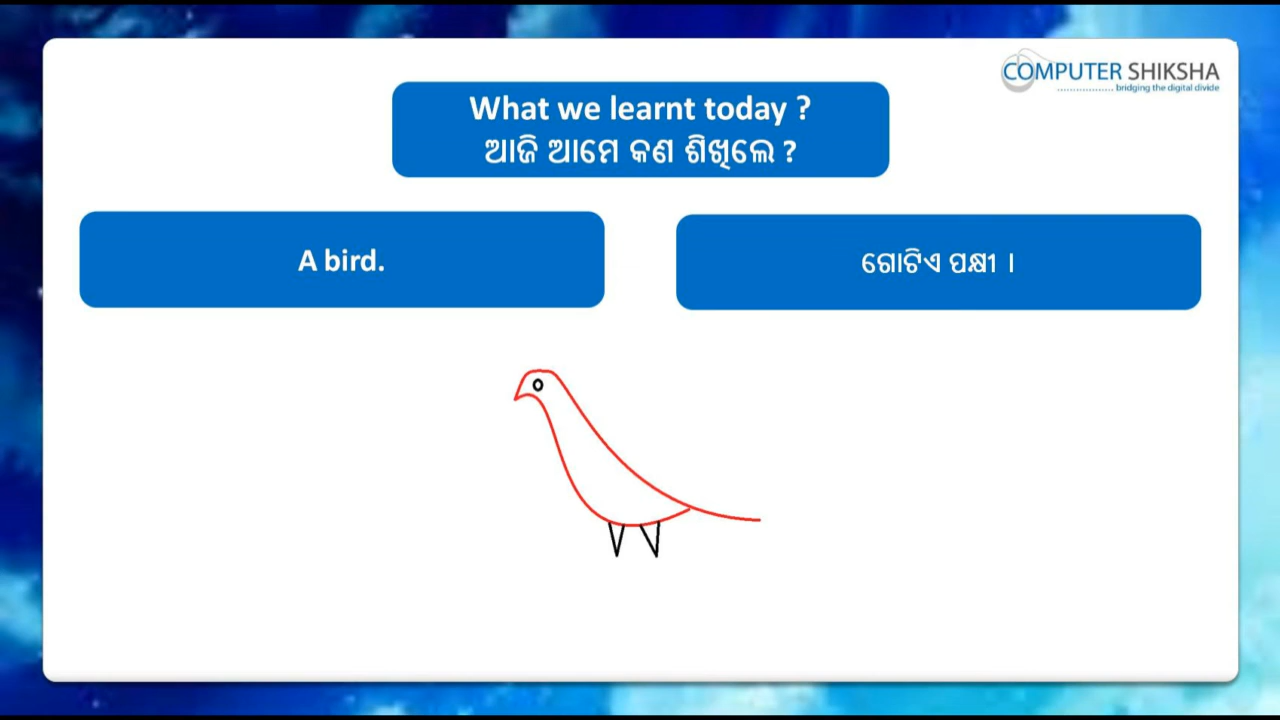 COMPUTER SHIKSHA
bridging the digital divide
What we learnt today ?
ଆଜି ଆମେ କଣ ଶିଖିଲେ ?
A bird.
ଗୋଟିଏ ପକ୍ଷୀ ।